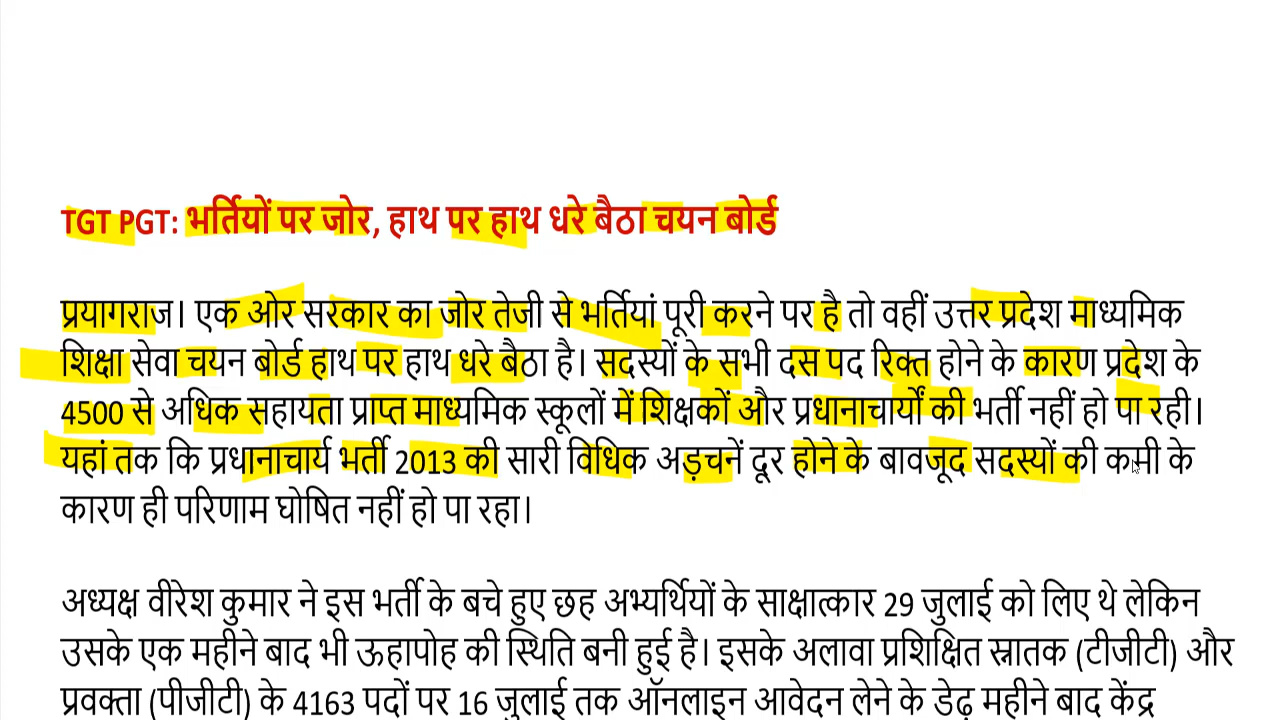 TGT PGT: भर्तियों पर जोर, हाथ पर हाथ धरे बैठा चयन बोर्ड
प्रयागराज। एक ओर सरकार का जोर तेजी से भर्तियां पूरी करने पर है तो वहीं उत्तर प्रदेश माध्यमिक
शिक्षा सेवा चयन बोर्ड हाथ पर हाथ धरे बैठा है। सदस्यों के सभी दस पद रिक्त होने के कारण प्रदेश के
4500 से अधिक सहायता प्राप्त माध्यमिक स्कूलों में शिक्षकों और प्रधानाचार्यों की भर्ती नहीं हो पा रही।
यहां तक कि प्रधानाचार्य भर्ती 2013 की सारी विधिक अड़चनें दूर होने के बावजूद सदस्यों की कमी के
कारण ही परिणाम घोषित नहीं हो पा रहा।
अध्यक्ष वीरेश कुमार ने इस भर्ती के बचे हुए छह अभ्यर्थियों के साक्षात्कार 29 जुलाई को लिए थे लेकिन
उसके एक महीने बाद भी ऊहापोह की स्थिति बनी हुई है। इसके अलावा प्रशिक्षित स्नातक (टीजीटी) और
प्रवक्ता (पीजीटी) के 4163 पदों पर 16 जुलाई तक ऑनलाइन आवेदन लेने के डेढ़ महीने बाद केंद्र